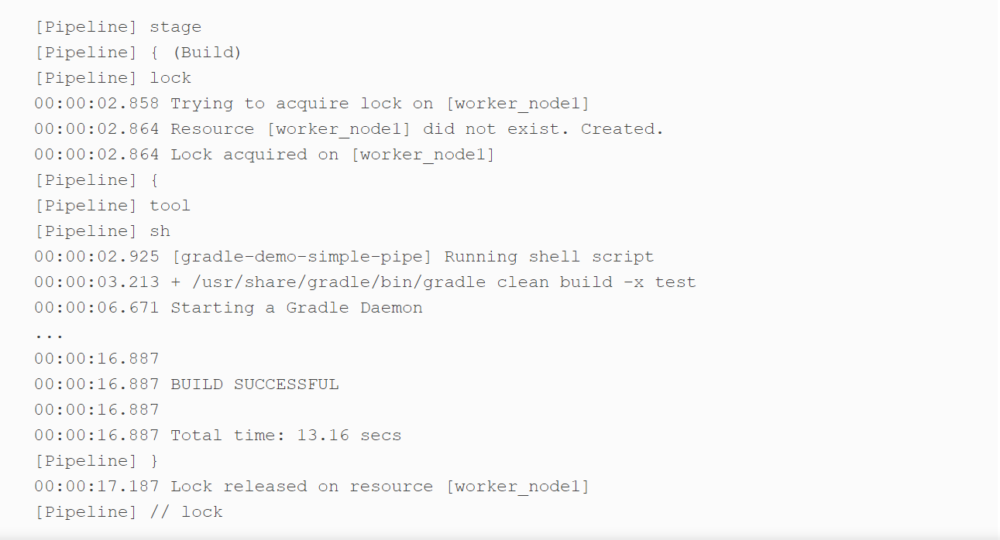 [Pipeline] stage
[Pipeline] { (Build)
[Pipeline] lock
00:00:02.858 Trying to acquire lock on [worker_node1]
00:00:02.864 Resource [worker_node1] did not exist. Created.
00:00:02.864 Lock acquired on [worker_node1]
[Pipeline] {
[Pipeline] tool
[Pipeline] sh
00:00:02.925 [gradle-demo-simple-pipe] Running shell script
00:00:03.213 + /usr/share/gradle/bin/gradle clean build -x test
00:00:06.671 Starting a Gradle Daemon
...
00:00:16.887
00:00:16.887 BUILD SUCCESSFUL
00:00:16.887
00:00:16.887 Total time: 13.16 secs
[Pipeline] }
00:00:17.187 Lock released on resource [worker_node1]
[Pipeline] // lock